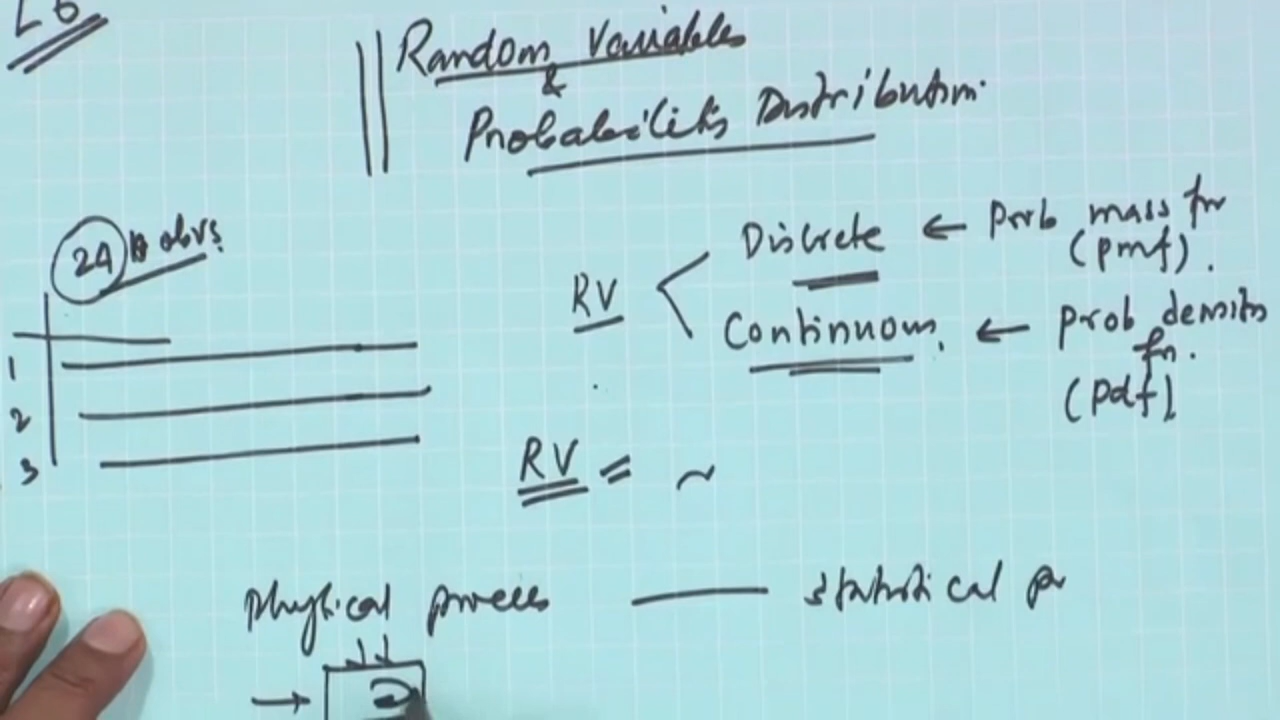 L6
Random Variables
&
Probability Distribution.
24 obvs.
1
2
3
RV
Discrete ← Prob mass fn
(pmf).
Continuous. ← Prob density
fn.
(Pdf)
RV = ~
physical process — statistical